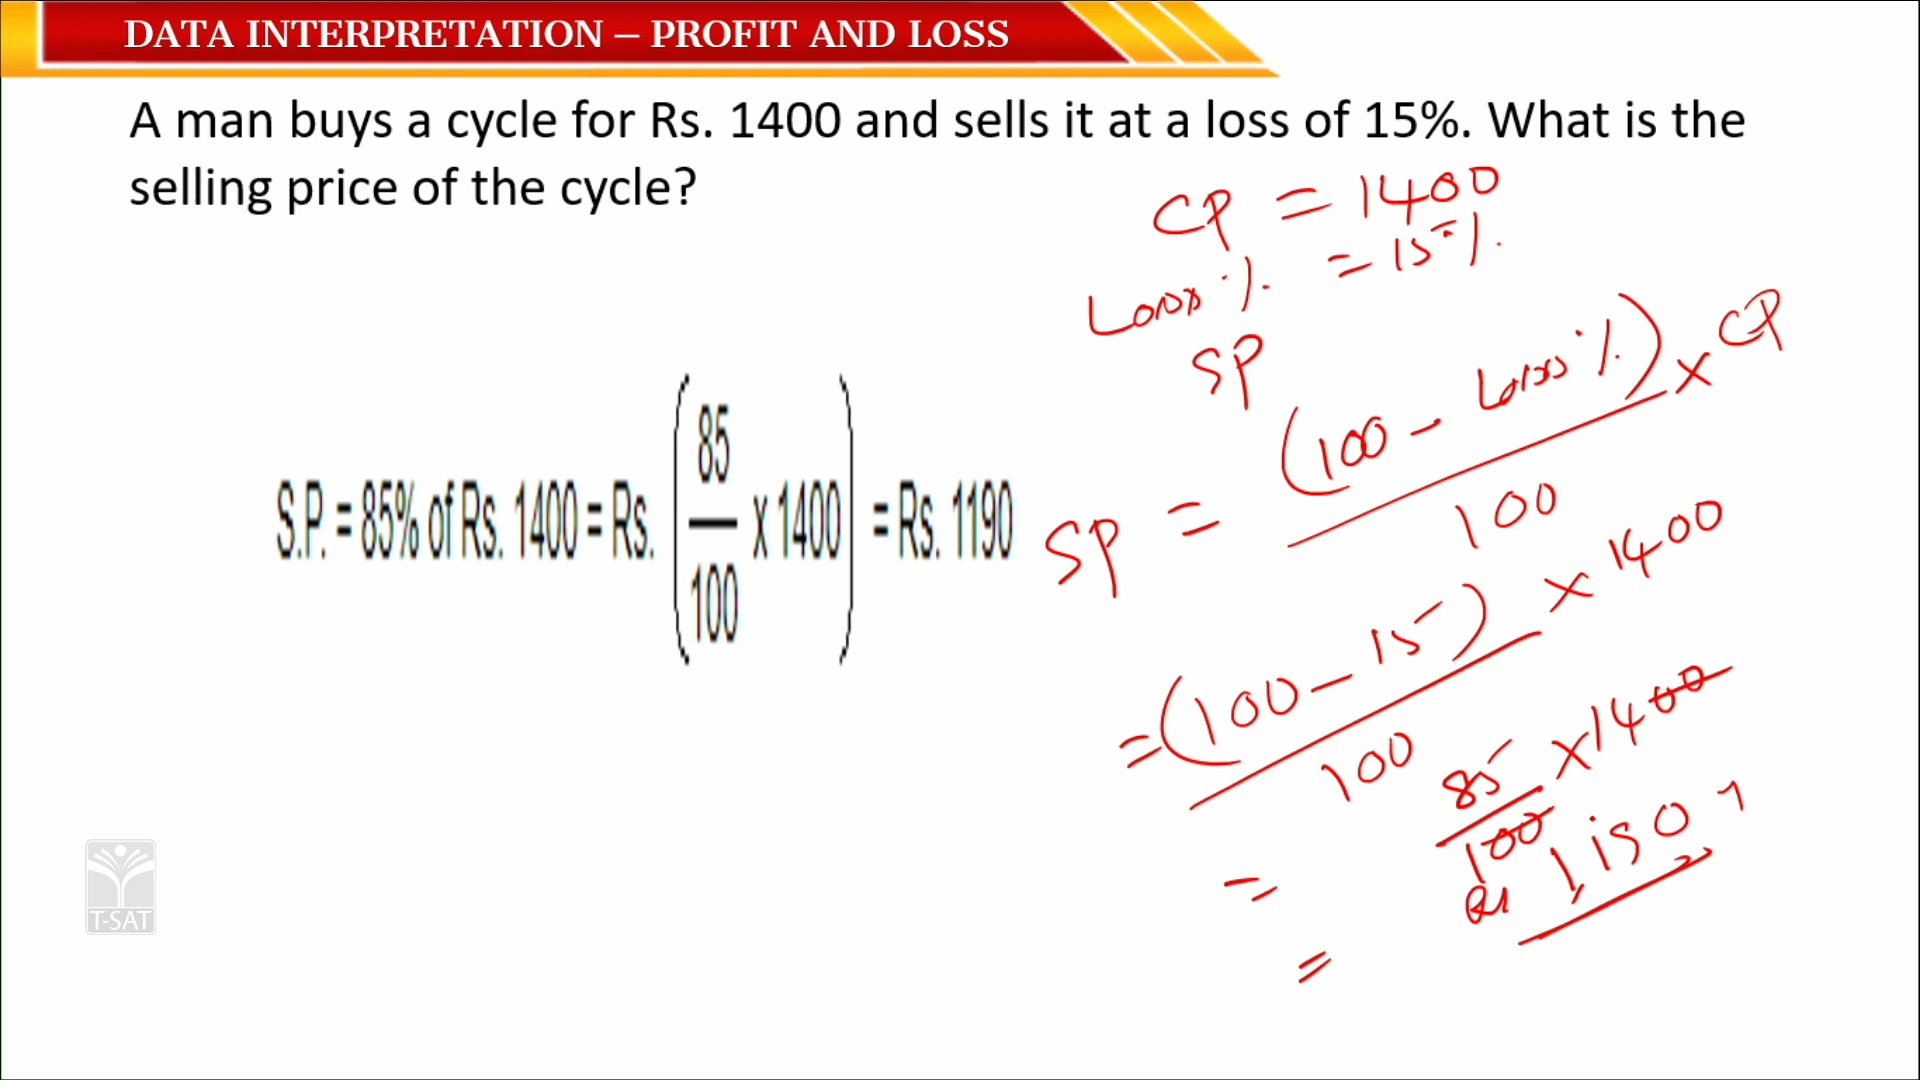 DATA INTERPRETATION – PROFIT AND LOSS
A man buys a cycle for Rs. 1400 and sells it at a loss of 15%. What is the
selling price of the cycle?
CP = 1400
Loss % = 15%.
SP
S.P. = 85% of Rs. 1400 = Rs. (85/100 x 1400) = Rs. 1190
SP = (100 - Loss %) x CP / 100
= (100 - 15) x 1400 / 100
= 85 x 1400 / 100
= Rs
T-SAT